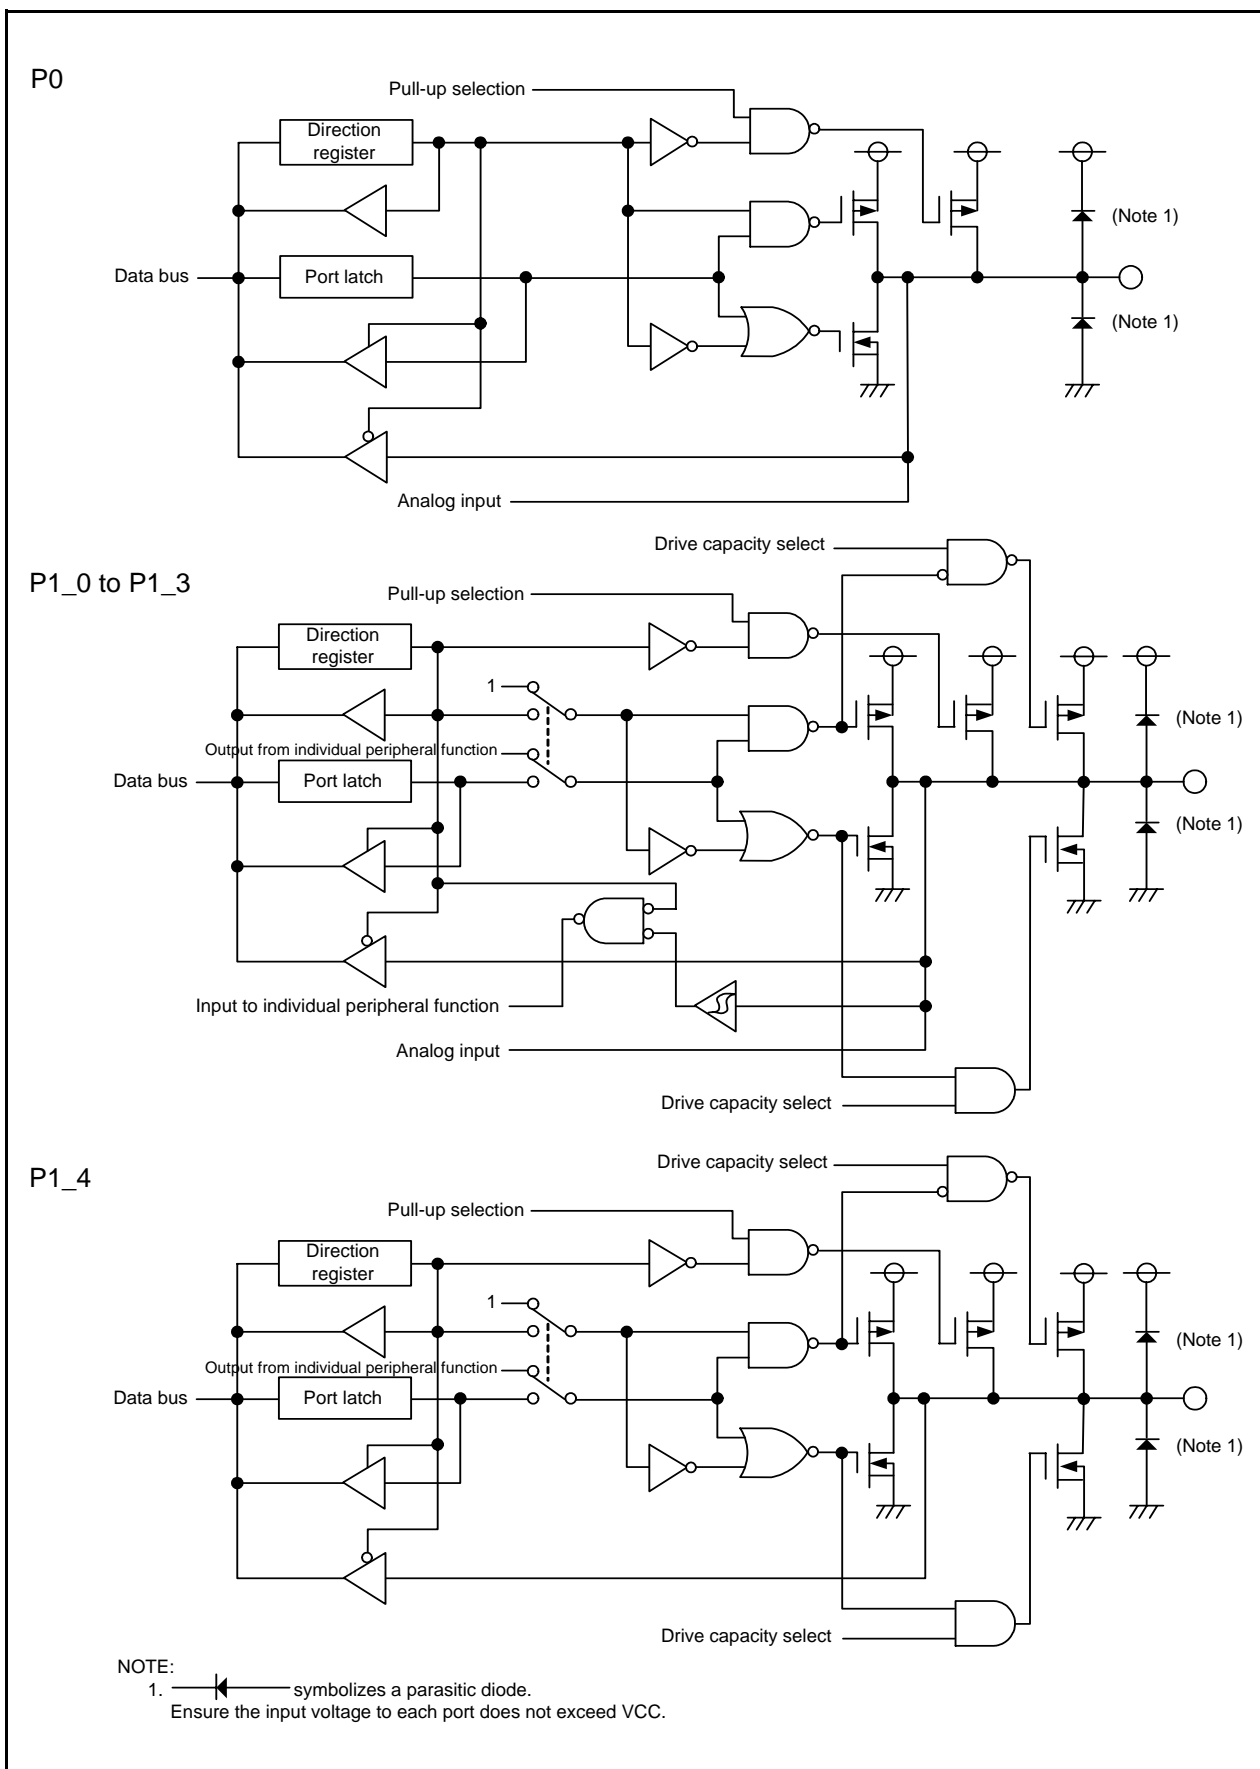 P0
Pull-up selection
Direction
register
(Note 1)
Data bus
Port latch
(Note 1)
Analog input
Drive capacity select
P1_0 to P1_3
Pull-up selection
Direction
register
1
(Note 1)
Output from individual peripheral function
Data bus
Port latch
(Note 1)
Input to individual peripheral function
Analog input
Drive capacity select
Drive capacity select
P1_4
Pull-up selection
Direction
register
1
(Note 1)
Output from individual peripheral function
Data bus
Port latch
(Note 1)
Drive capacity select
NOTE:
1. symbolizes a parasitic diode.
Ensure the input voltage to each port does not exceed VCC.